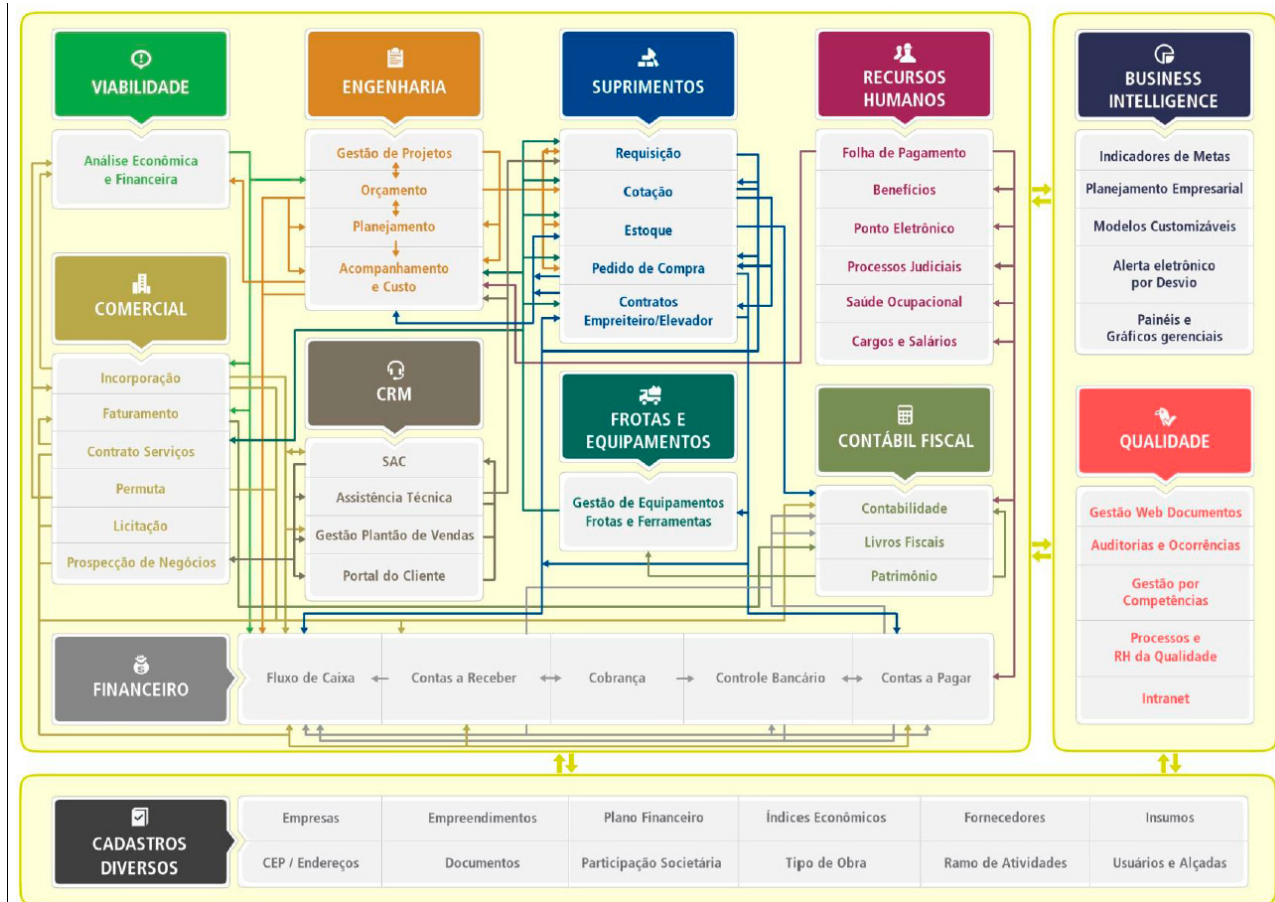 VIABILIDADE
Análise Econômica
e Financeira
COMERCIAL
Incorporação
Faturamento
Contrato Serviços
Permuta
Licitação
Prospecção de Negócios
ENGENHARIA
Gestão de Projetos
Orçamento
Planejamento
Acompanhamento
e Custo
CRM
SAC
Assistência Técnica
Gestão Plantão de Vendas
Portal do Cliente
SUPRIMENTOS
Requisição
Cotação
Estoque
Pedido de Compra
Contratos
Empreiteiro/Elevador
FROTAS E
EQUIPAMENTOS
Gestão de Equipamentos
Frotas e Ferramentas
RECURSOS
HUMANOS
Folha de Pagamento
Benefícios
Ponto Eletrônico
Processos Judiciais
Saúde Ocupacional
Cargos e Salários
CONTÁBIL FISCAL
Contabilidade
Livros Fiscais
Patrimônio
FINANCEIRO
Fluxo de Caixa
Contas a Receber
Cobrança
Controle Bancário
Contas a Pagar
BUSINESS
INTELLIGENCE
Indicadores de Metas
Planejamento Empresarial
Modelos Customizáveis
Alerta eletrônico
por Desvio
Painéis e
Gráficos gerenciais
QUALIDADE
Gestão Web Documentos
Auditorias e Ocorrências
Gestão por
Competências
Processos e
RH da Qualidade
Intranet
CADASTROS
DIVERSOS
Empresas
Empreendimentos
Plano Financeiro
Índices Econômicos
Fornecedores
Insumos
CEP / Endereços
Documentos
Participação Societária
Tipo de Obra
Ramo de Atividades
Usuários e Alçadas